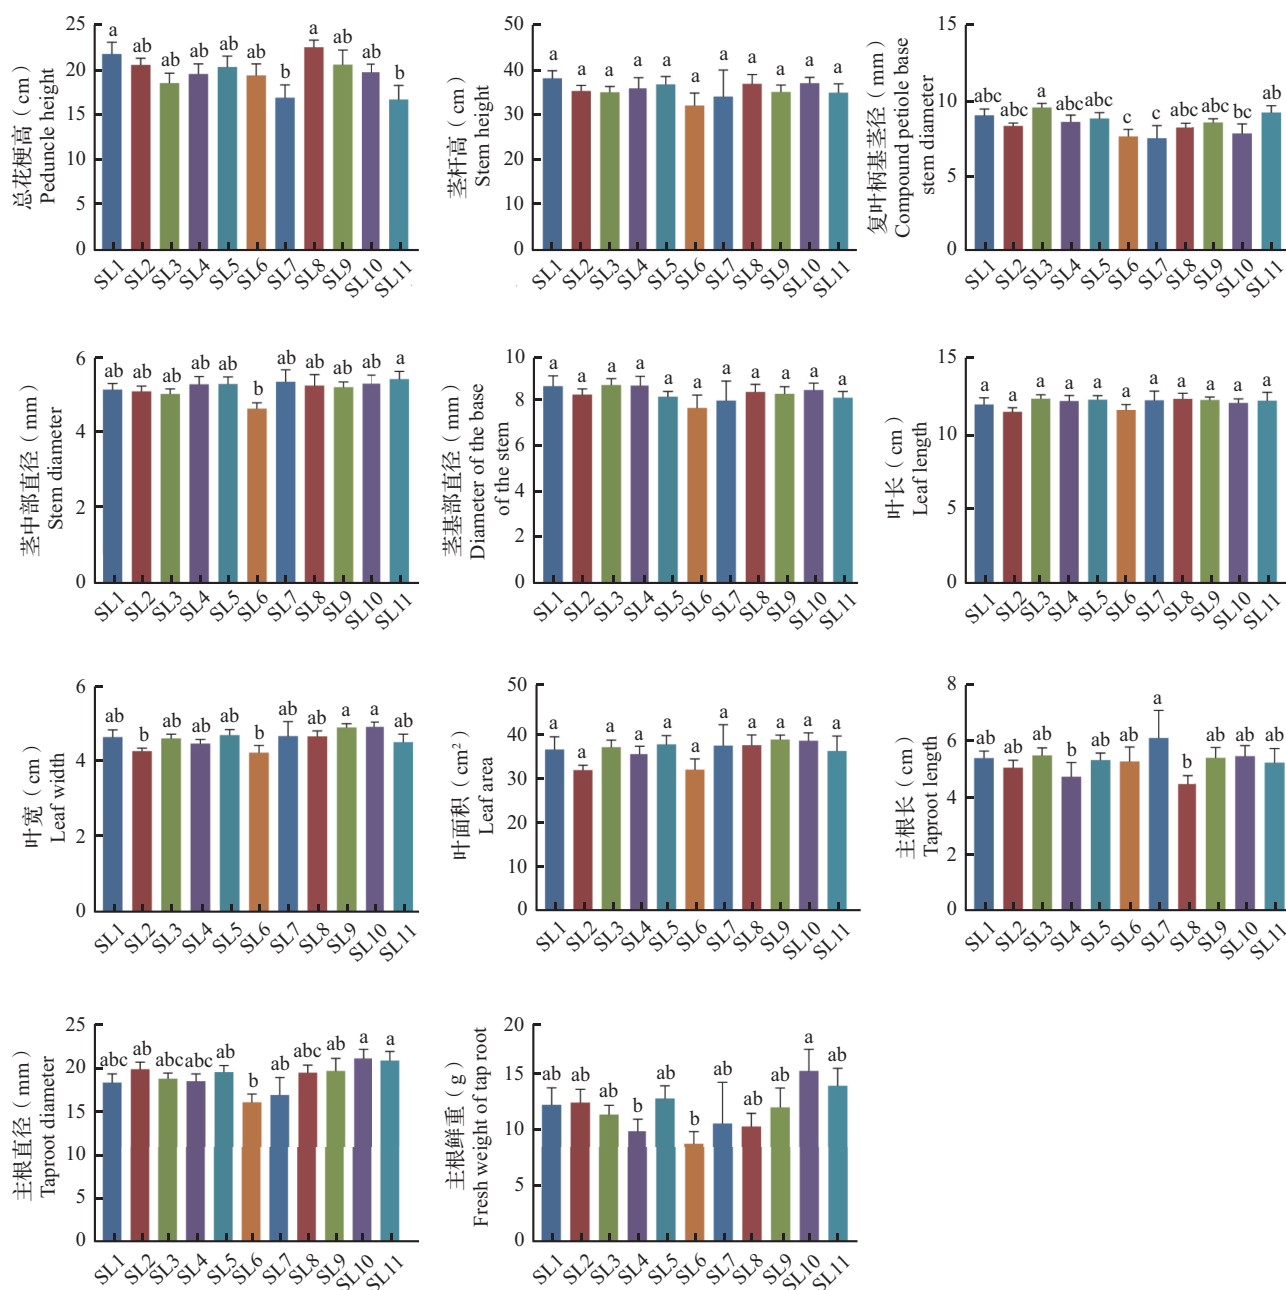 总花梗高（cm）
Peduncle height
25
20
15
10
5
0
a ab ab ab ab ab b a ab ab b
SL1 SL2 SL3 SL4 SL5 SL6 SL7 SL8 SL9 SL10 SL11
茎杆高（cm）
Stem height
50
40
30
20
10
0
a a a a a a a a a a a
SL1 SL2 SL3 SL4 SL5 SL6 SL7 SL8 SL9 SL10 SL11
复叶柄基茎径（mm）
Compound petiole base
stem diameter
15
10
5
0
abc abc a abc abc c c abc abc bc ab
SL1 SL2 SL3 SL4 SL5 SL6 SL7 SL8 SL9 SL10 SL11
茎中部直径（mm）
Stem diameter
6
4
2
0
ab ab ab ab ab b ab ab ab ab a
SL1 SL2 SL3 SL4 SL5 SL6 SL7 SL8 SL9 SL10 SL11
茎基部直径（mm）
Diameter of the base
of the stem
10
8
6
4
2
0
a a a a a a a a a a a
SL1 SL2 SL3 SL4 SL5 SL6 SL7 SL8 SL9 SL10 SL11
叶长（cm）
Leaf length
15
10
5
0
a a a a a a a a a a a
SL1 SL2 SL3 SL4 SL5 SL6 SL7 SL8 SL9 SL10 SL11
叶宽（cm）
Leaf width
6
4
2
0
ab b ab ab ab b ab ab a a ab
SL1 SL2 SL3 SL4 SL5 SL6 SL7 SL8 SL9 SL10 SL11
叶面积（cm²）
Leaf area
50
40
30
20
10
0
a a a a a a a a a a a
SL1 SL2 SL3 SL4 SL5 SL6 SL7 SL8 SL9 SL10 SL11
主根长（cm）
Taproot length
8
6
4
2
0
ab ab ab b ab ab a b ab ab ab
SL1 SL2 SL3 SL4 SL5 SL6 SL7 SL8 SL9 SL10 SL11
主根直径（mm）
Taproot diameter
25
20
15
10
5
0
abc ab abc abc ab b ab abc ab a a
SL1 SL2 SL3 SL4 SL5 SL6 SL7 SL8 SL9 SL10 SL11
主根鲜重（g）
Fresh weight of tap root
20
15
10
5
0
ab ab ab b ab b ab ab ab a ab
SL1 SL2 SL3 SL4 SL5 SL6 SL7 SL8 SL9 SL10 SL11